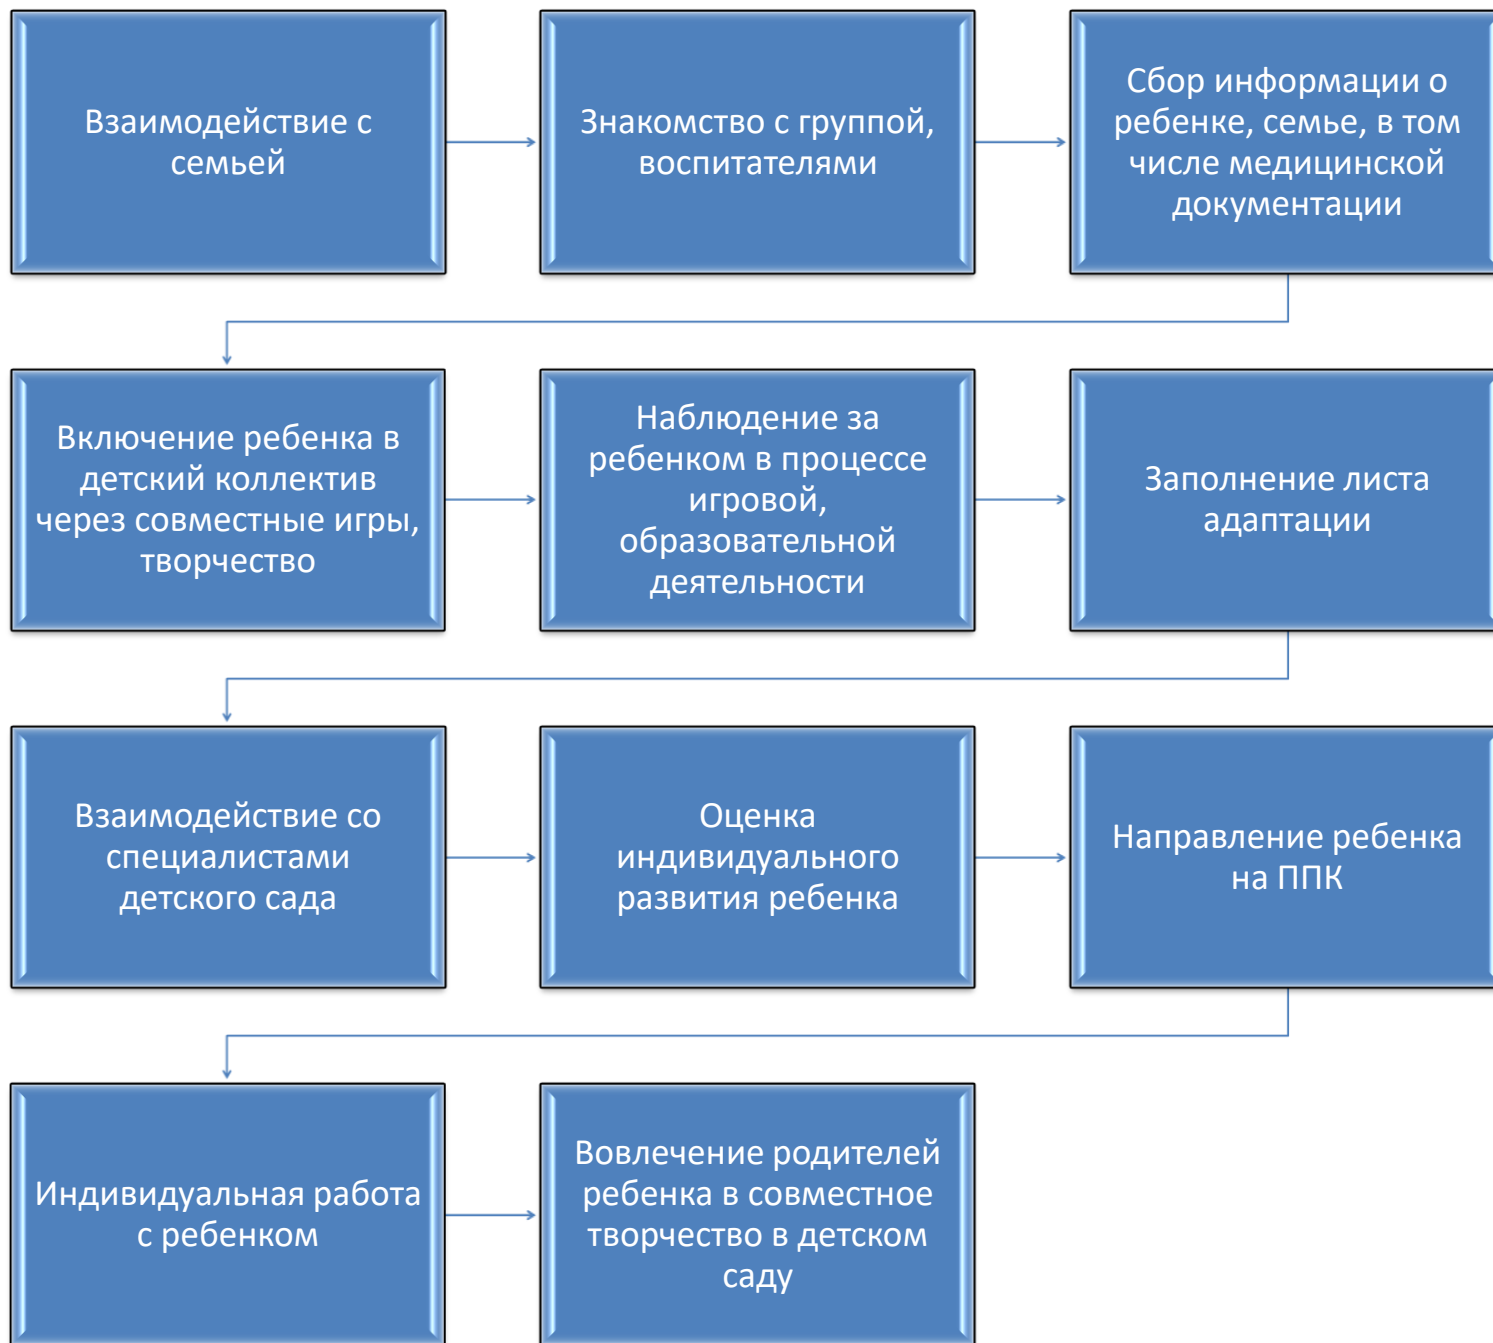 Взаимодействие с
семьей
Знакомство с группой,
воспитателями
Сбор информации о
ребенке, семье, в том
числе медицинской
документации
Включение ребенка в
детский коллектив
через совместные игры,
творчество
Наблюдение за
ребенком в процессе
игровой,
образовательной
деятельности
Заполнение листа
адаптации
Взаимодействие со
специалистами
детского сада
Оценка
индивидуального
развития ребенка
Направление ребенка
на ППК
Индивидуальная работа
с ребенком
Вовлечение родителей
ребенка в совместное
творчество в детском
саду